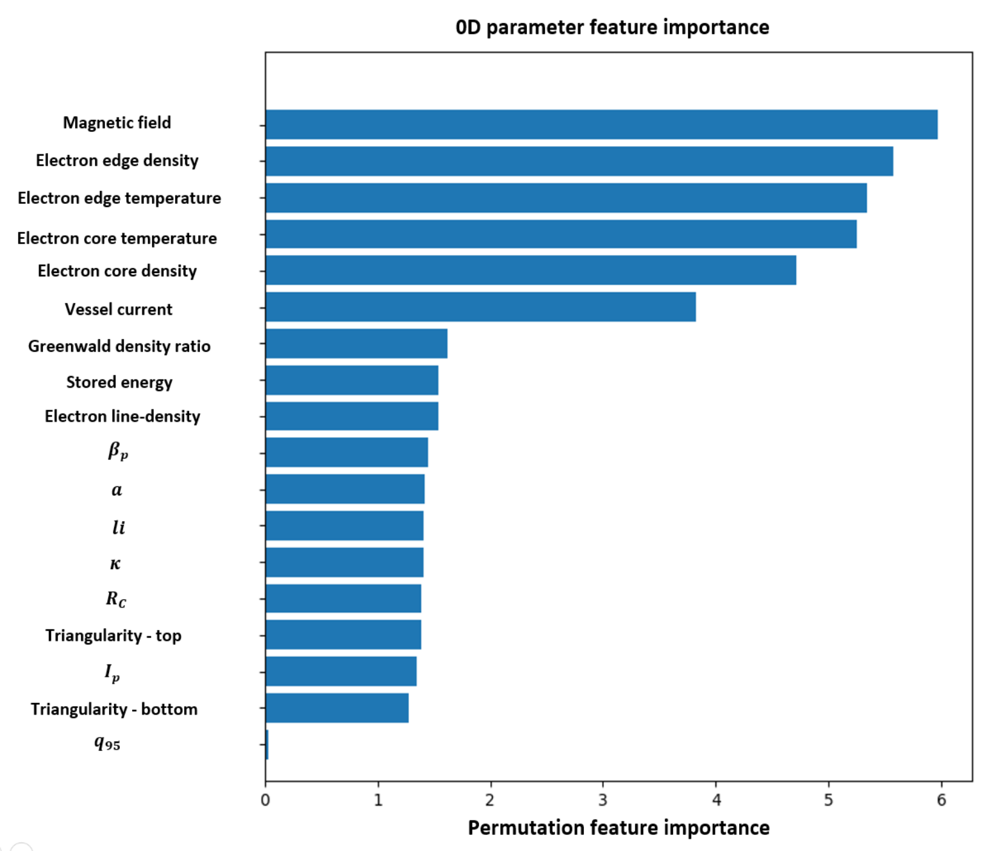 0D parameter feature importance
Magnetic field
Electron edge density
Electron edge temperature
Electron core temperature
Electron core density
Vessel current
Greenwald density ratio
Stored energy
Electron line-density
βₚ
a
li
κ
R_C
Triangularity - top
Iₚ
Triangularity - bottom
q₉₅
0 1 2 3 4 5 6
Permutation feature importance